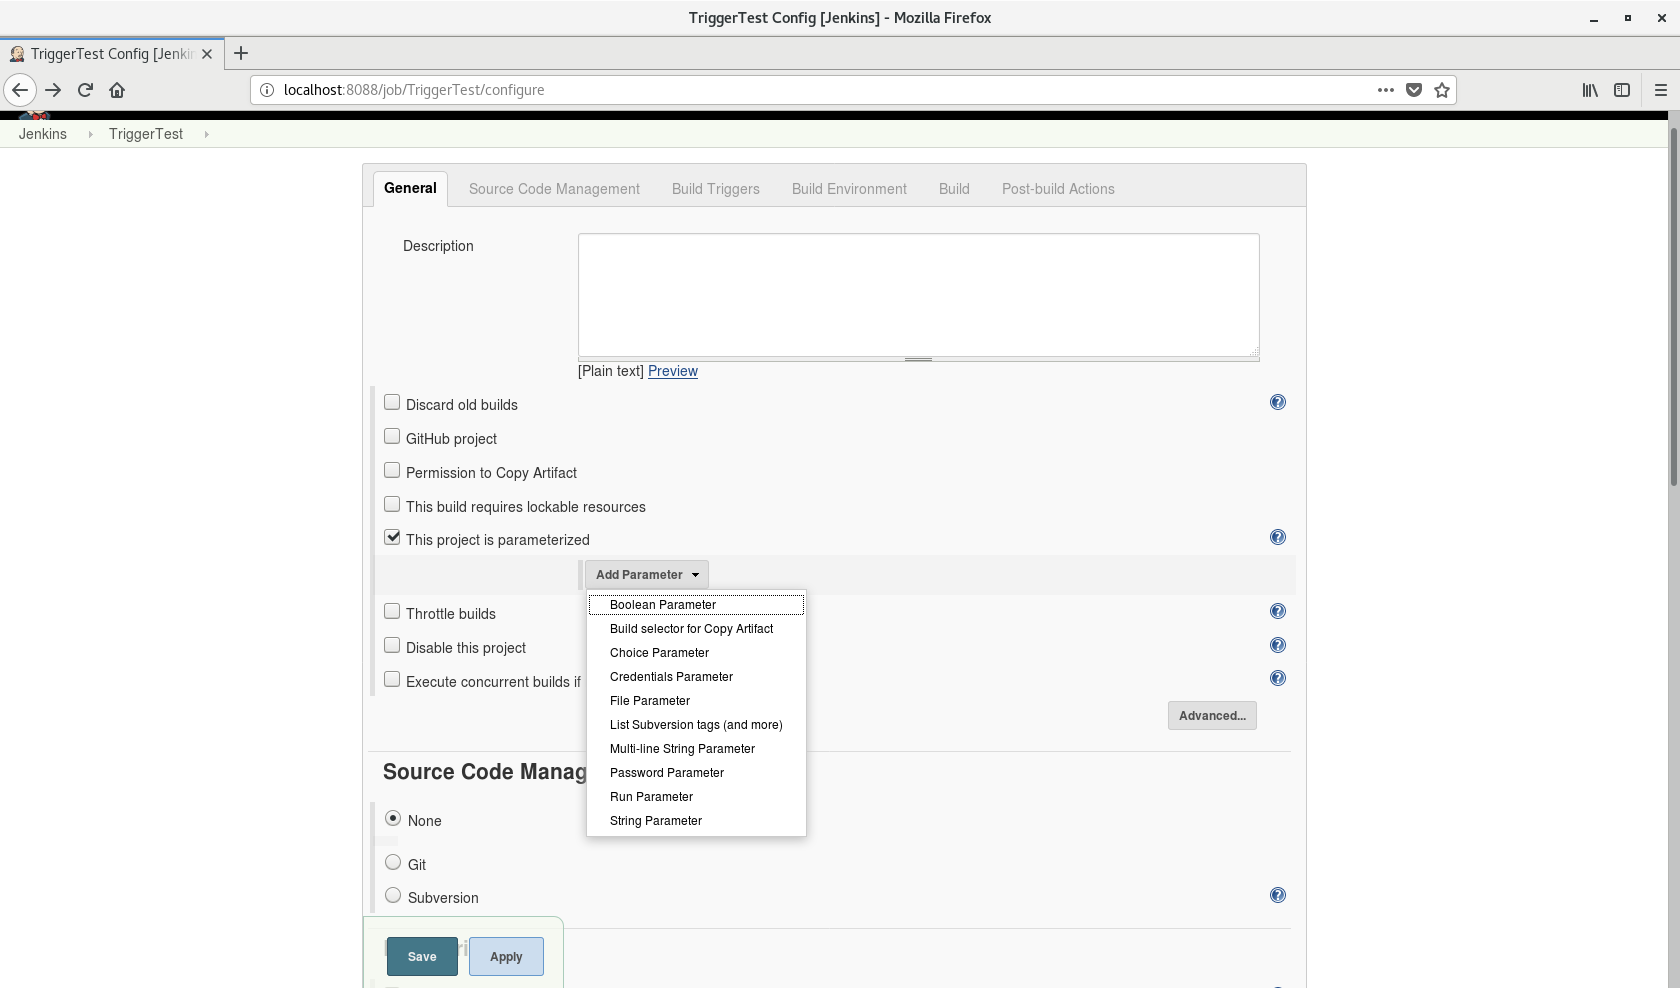 TriggerTest Config [Jenkins] - Mozilla Firefox
TriggerTest Config [Jenkin
localhost:8088/job/TriggerTest/configure
Jenkins TriggerTest
General Source Code Management Build Triggers Build Environment Build Post-build Actions
Description
[Plain text] Preview
Discard old builds
GitHub project
Permission to Copy Artifact
This build requires lockable resources
This project is parameterized
Add Parameter
Boolean Parameter
Build selector for Copy Artifact
Choice Parameter
Credentials Parameter
File Parameter
List Subversion tags (and more)
Multi-line String Parameter
Password Parameter
Run Parameter
String Parameter
Throttle builds
Disable this project
Execute concurrent builds if
Advanced...
Source Code Manag
None
Git
Subversion
Save Apply